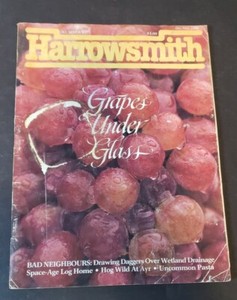 Harrowsmith
Grapes
Under
Glass
BAD NEIGHBOURS: Drawing Daggers Over Wetland Drainage
Space-Age Log Home • Hog Wild At Ayr • Uncommon Pasta